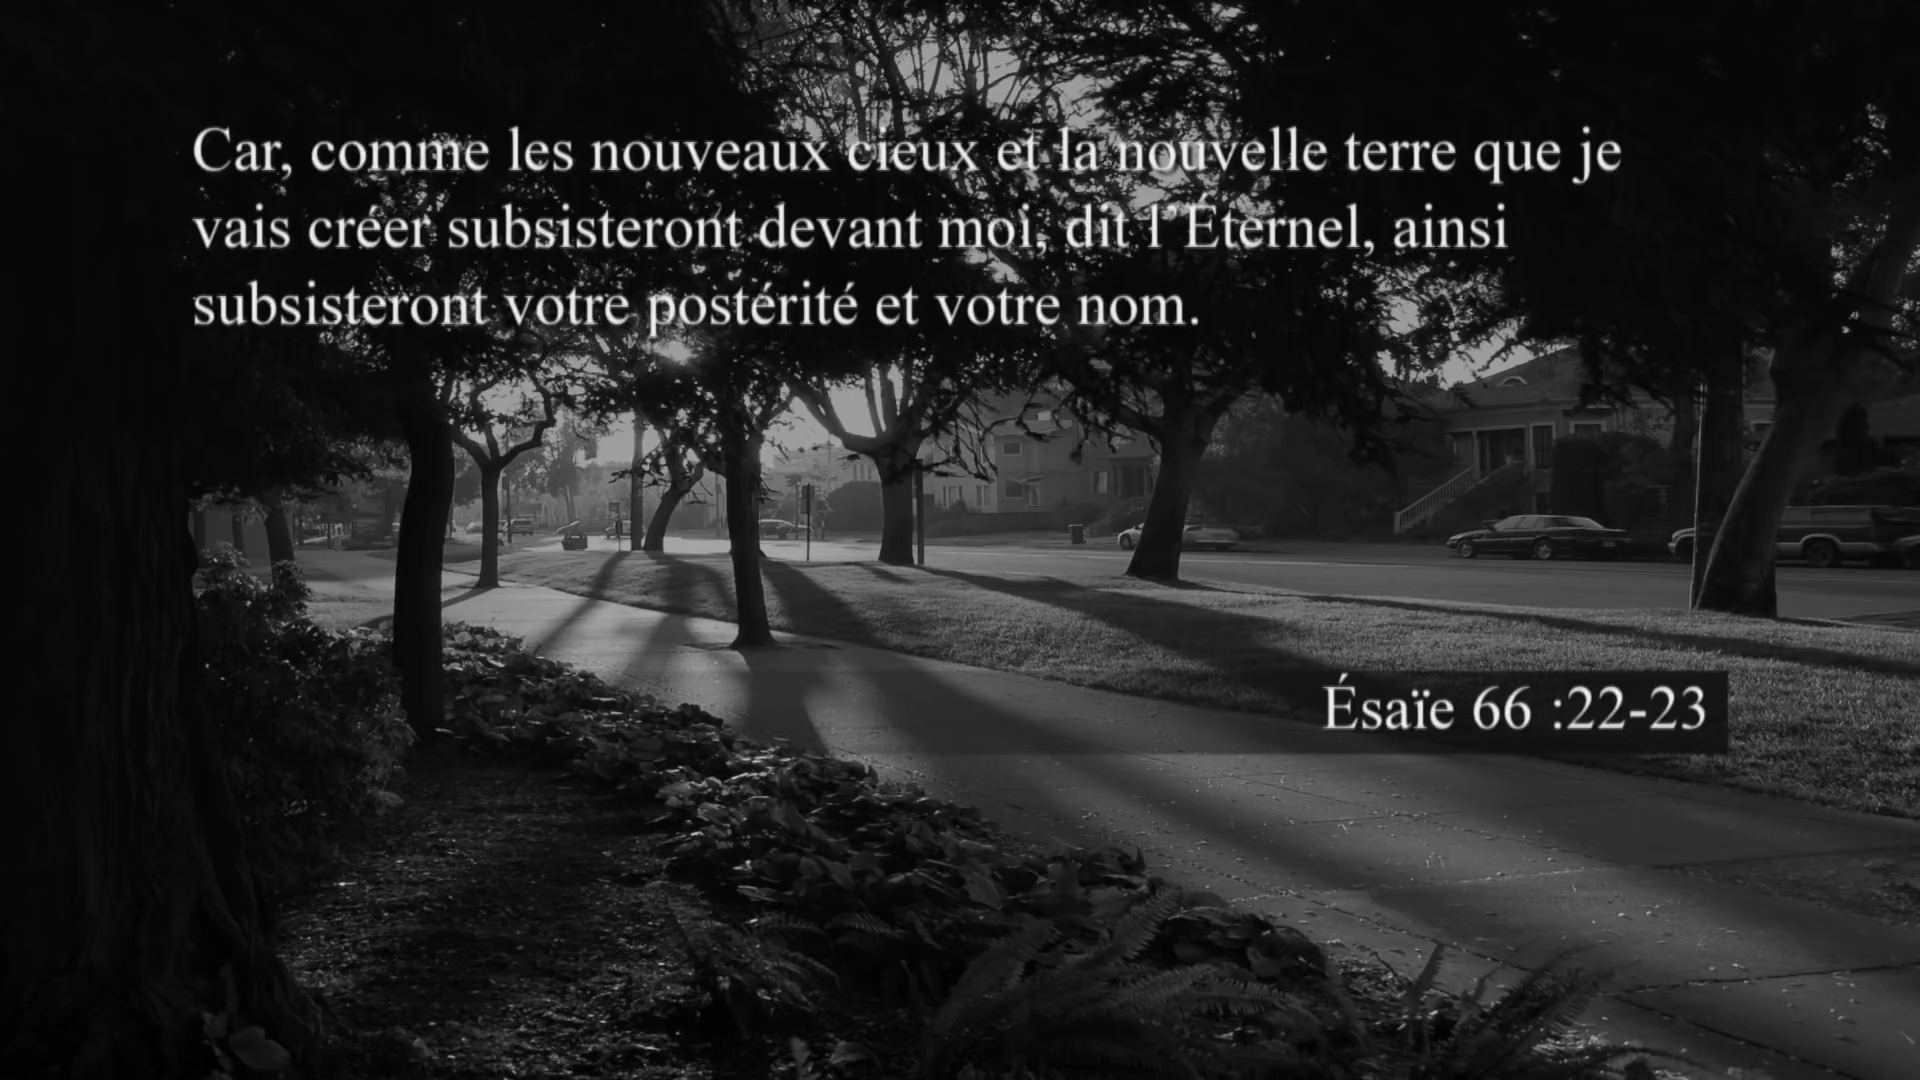 Car, comme les nouveaux cieux et la nouvelle terre que je
vais créer subsisteront devant moi, dit l’Éternel, ainsi
subsisteront votre postérité et votre nom.
Ésaïe 66 :22-23